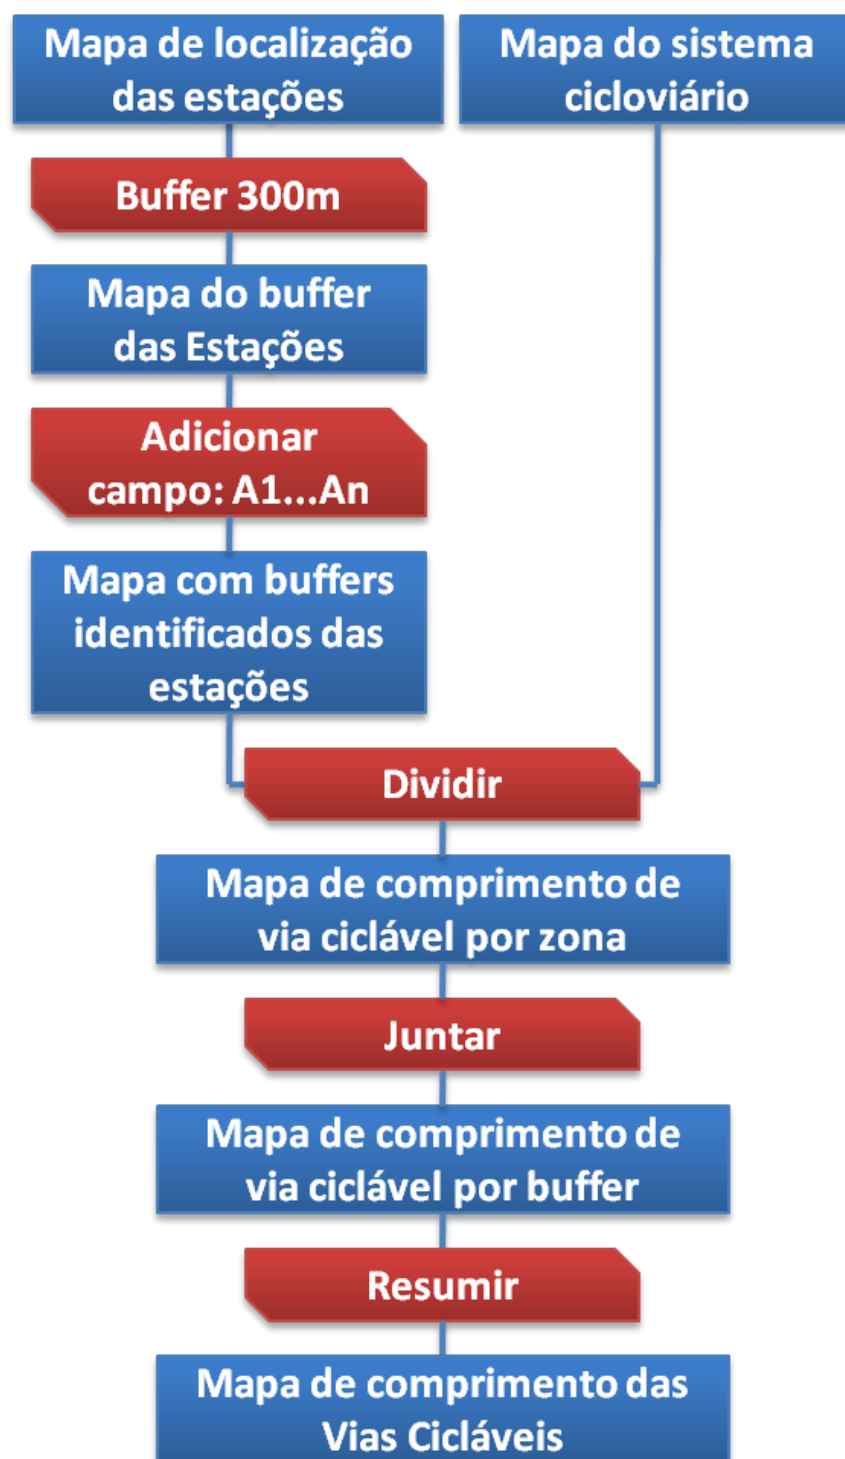 Mapa de localização
das estações
Mapa do sistema
cicloviário
Buffer 300m
Mapa do buffer
das Estações
Adicionar
campo: A1...An
Mapa com buffers
identificados das
estações
Dividir
Mapa de comprimento de
via ciclável por zona
Juntar
Mapa de comprimento de
via ciclável por buffer
Resumir
Mapa de comprimento das
Vias Cicláveis